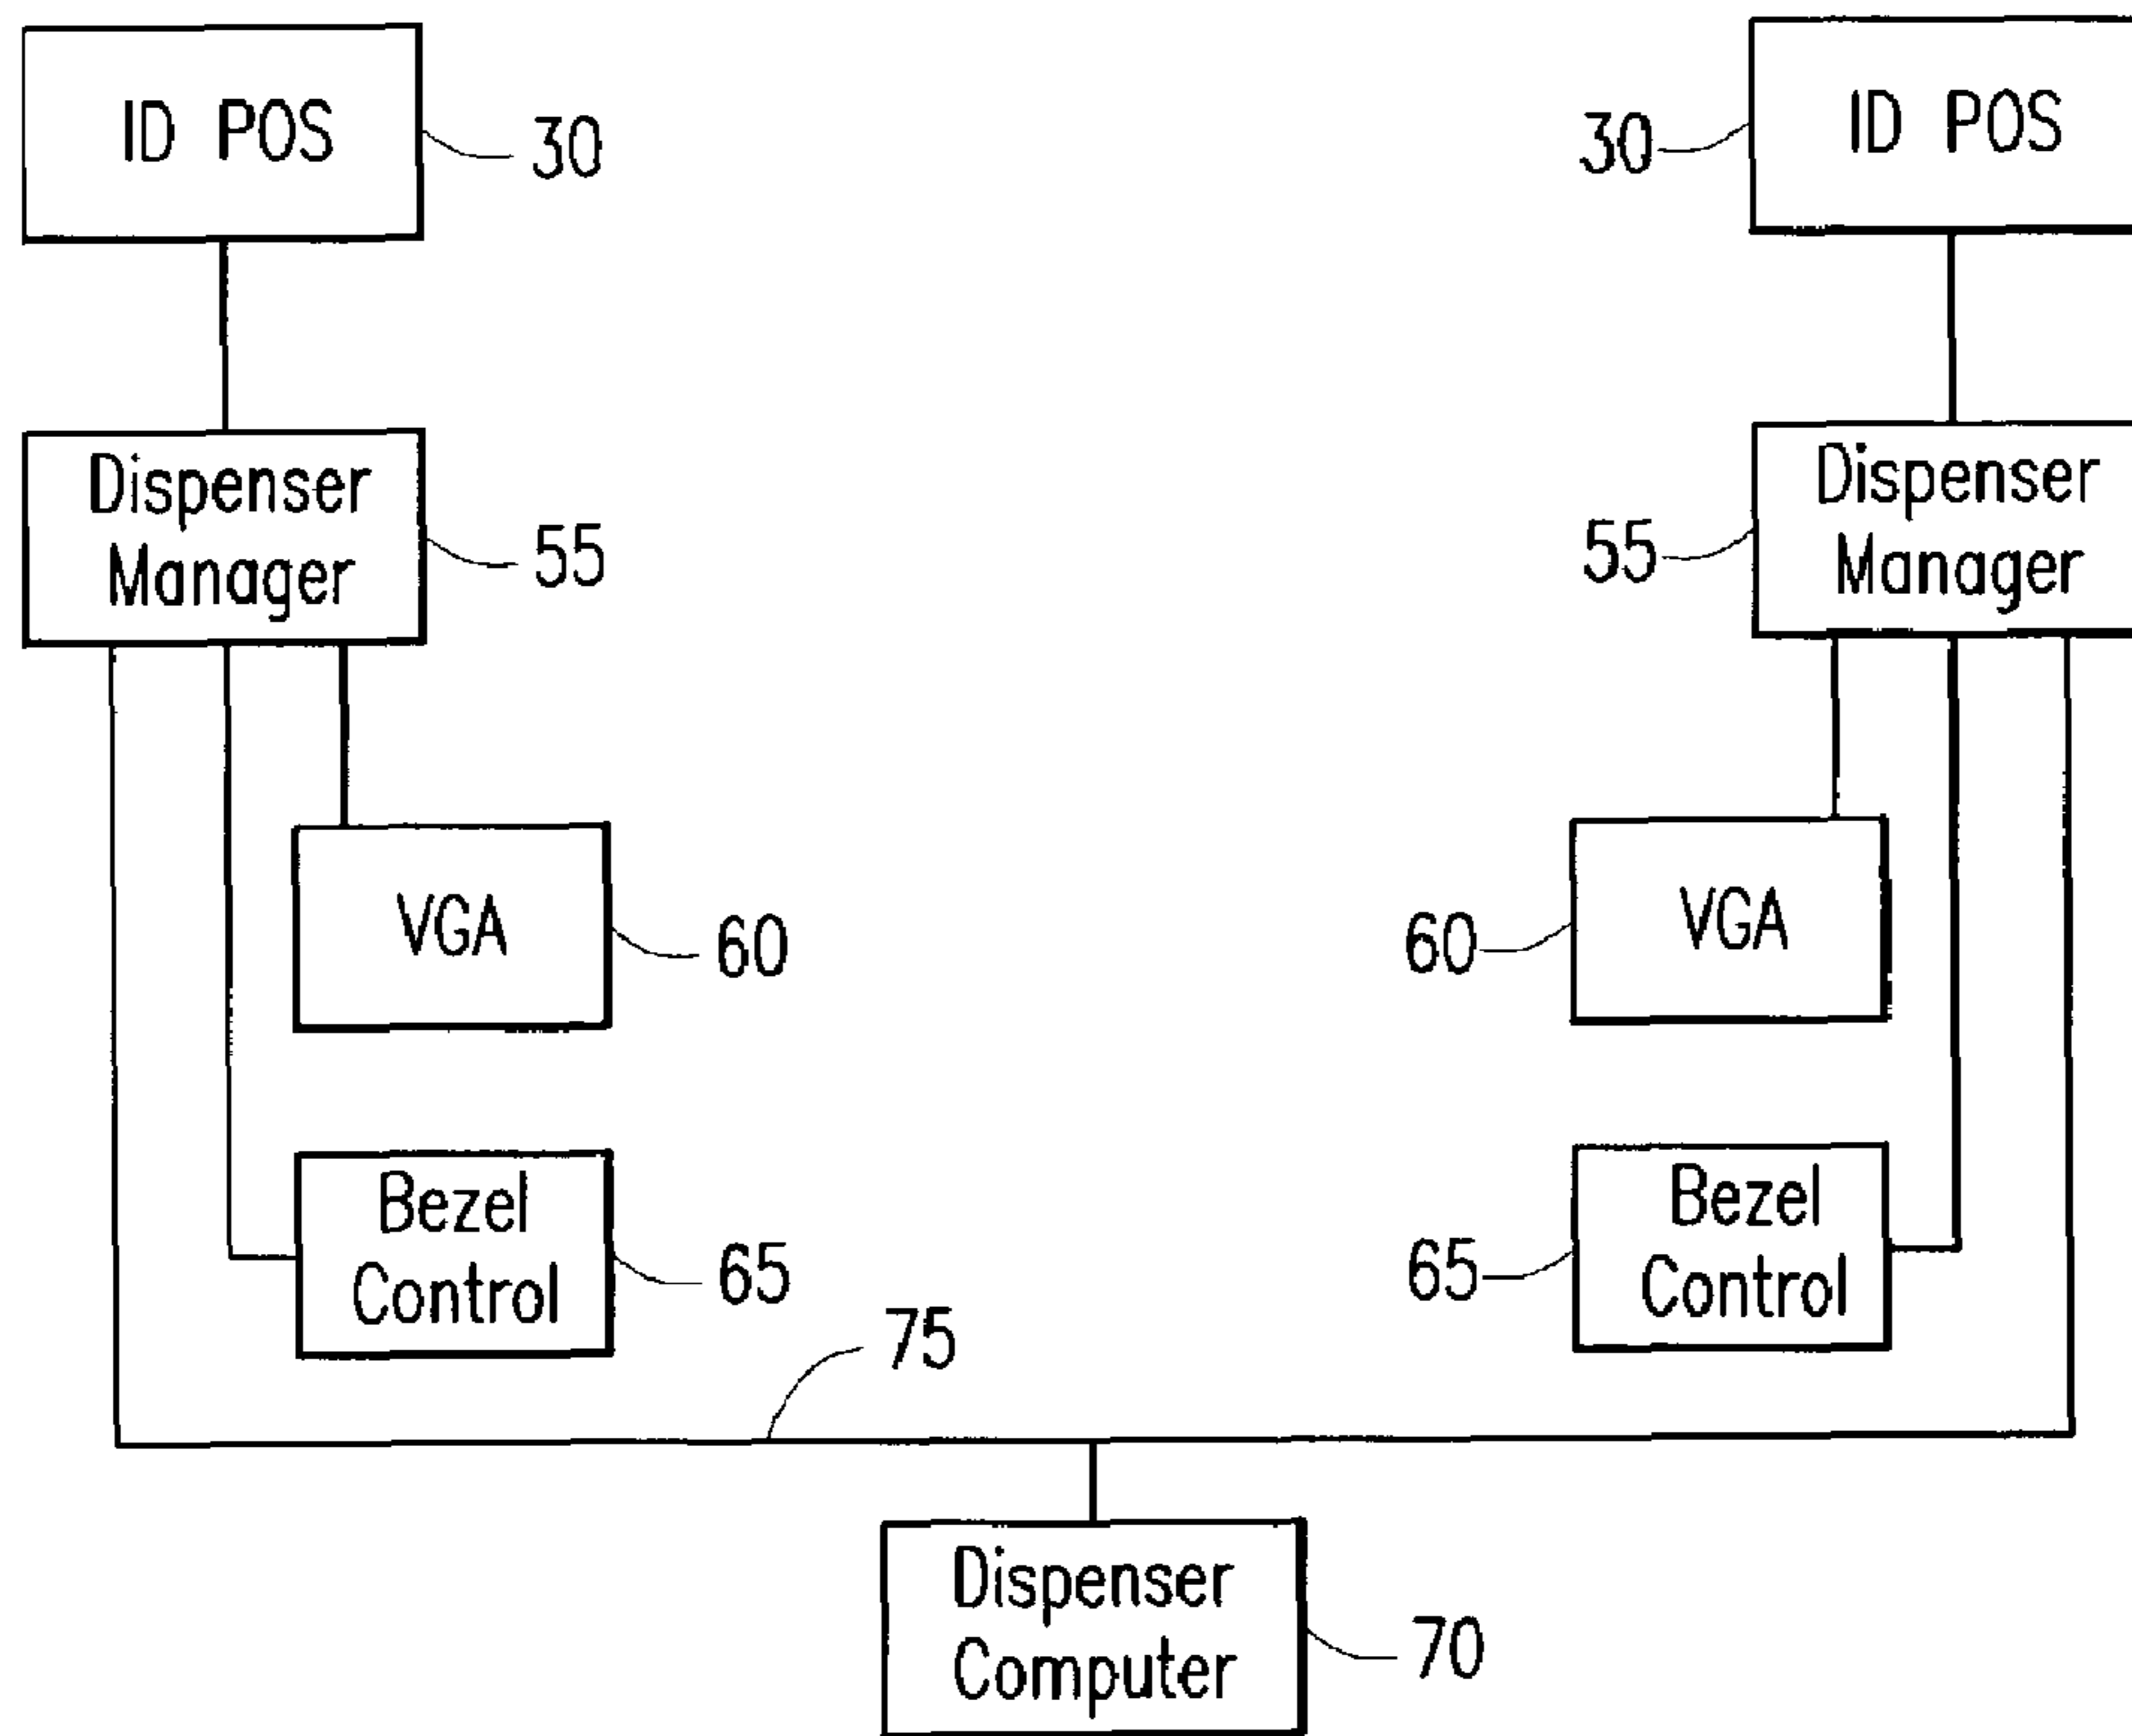 ID POS
30
30
ID POS
Dispenser
Manager
55
55
Dispenser
Manager
VGA
60
60
VGA
Bezel
Control
65
65
Bezel
Control
75
Dispenser
Computer
70